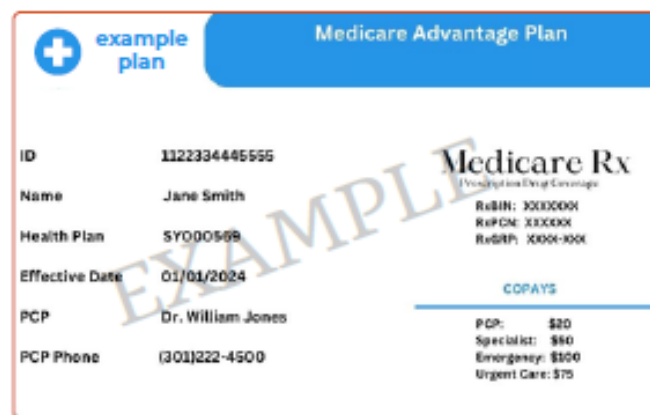 example
plan
Medicare Advantage Plan
ID 1122334445555
Name Jane Smith
Health Plan SY000569
Effective Date 01/01/2024
PCP Dr. William Jones
PCP Phone (301)222-4500
Medicare Rx
Prescription Drug Coverage
RxBIN: XXXXXXX
RxPCN: XXXXXX
RxGRP: XXXX-XXX
COPAYS
PCP: $20
Specialist: $50
Emergency: $100
Urgent Care: $75
EXAMPLE